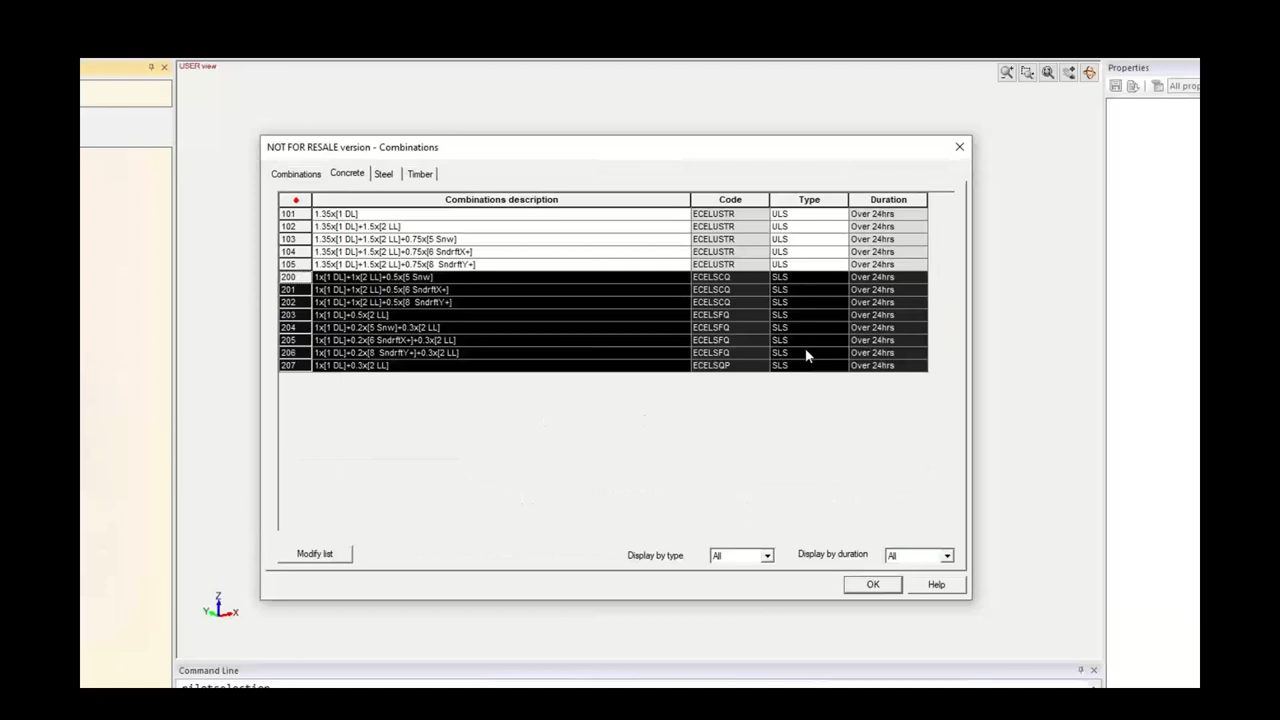 USER view
Properties
All prop
NOT FOR RESALE version - Combinations
Combinations Concrete Steel Timber
Combinations description Code Type Duration
101 1.35x[1 DL] ECELUSTR ULS Over 24hrs
102 1.35x[1 DL]+1.5x[2 LL] ECELUSTR ULS Over 24hrs
103 1.35x[1 DL]+1.5x[2 LL]+0.75x[5 Snw] ECELUSTR ULS Over 24hrs
104 1.35x[1 DL]+1.5x[2 LL]+0.75x[6 SndrftX+] ECELUSTR ULS Over 24hrs
105 1.35x[1 DL]+1.5x[2 LL]+0.75x[8 SndrftY+] ECELUSTR ULS Over 24hrs
200 1x[1 DL]+1x[2 LL]+0.5x[5 Snw] ECELSCQ SLS Over 24hrs
201 1x[1 DL]+1x[2 LL]+0.5x[6 SndrftX+] ECELSCQ SLS Over 24hrs
202 1x[1 DL]+1x[2 LL]+0.5x[8 SndrftY+] ECELSCQ SLS Over 24hrs
203 1x[1 DL]+0.5x[2 LL] ECELSFQ SLS Over 24hrs
204 1x[1 DL]+0.2x[5 Snw]+0.3x[2 LL] ECELSFQ SLS Over 24hrs
205 1x[1 DL]+0.2x[6 SndrftX+]+0.3x[2 LL] ECELSFQ SLS Over 24hrs
206 1x[1 DL]+0.2x[8 SndrftY+]+0.3x[2 LL] ECELSFQ SLS Over 24hrs
207 1x[1 DL]+0.3x[2 LL] ECELSQP SLS Over 24hrs
Modify list Display by type All Display by duration All
OK Help
Z
Y X
Command Line
pilotselection